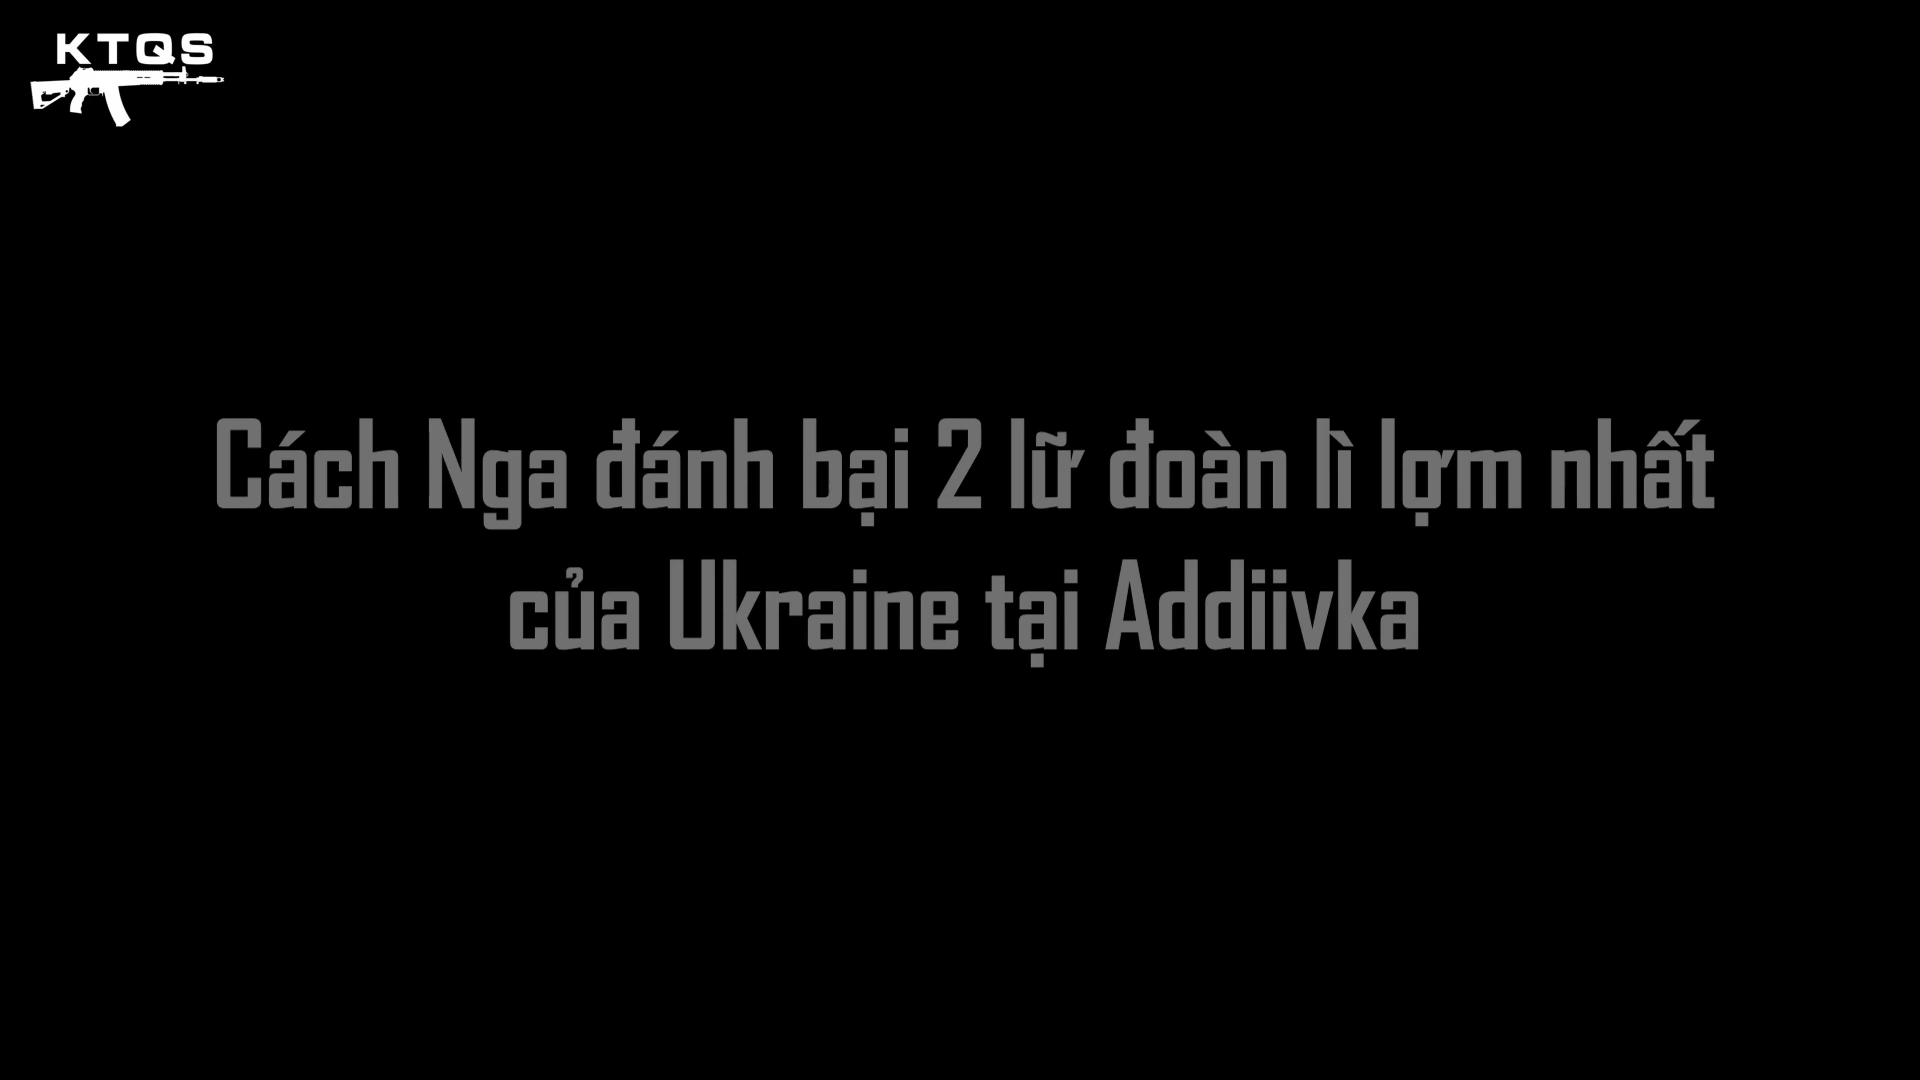 KTQS
Cách Nga đánh bại 2 lữ đoàn lì lợm nhất
của Ukraine tại Addiivka